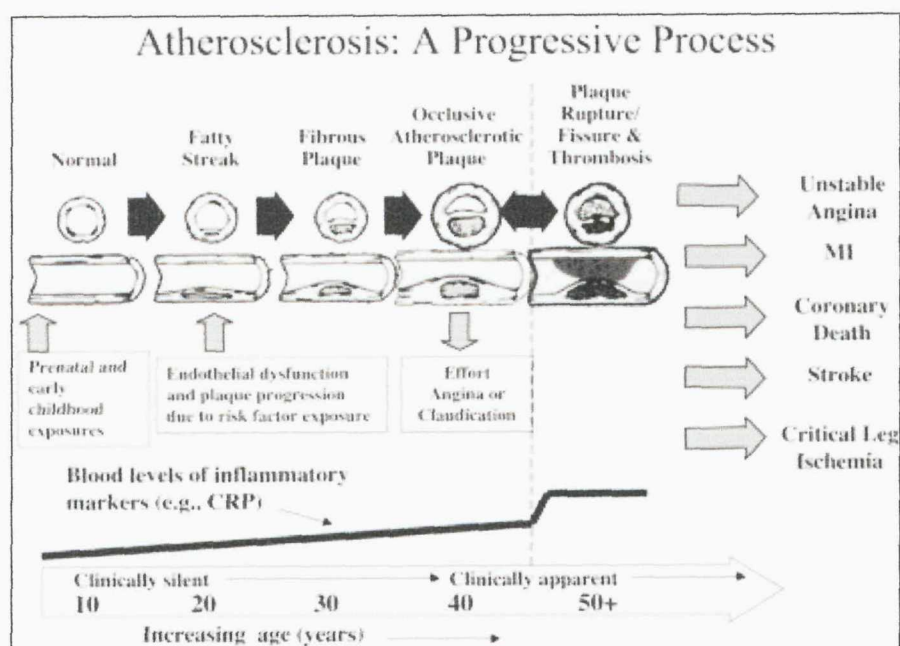 Atherosclerosis: A Progressive Process
Normal
Fatty
Streak
Fibrous
Plaque
Occlusive
Atherosclerotic
Plaque
Plaque
Rupture/
Fissure &
Thrombosis
Unstable
Angina
MI
Coronary
Death
Stroke
Critical Leg
Ischemia
Prenatal and
early
childhood
exposures
Endothelial dysfunction
and plaque progression
due to risk factor exposure
Effort
Angina or
Claudication
Blood levels of inflammatory
markers (e.g., CRP)
Clinically silent
Clinically apparent
10 20 30 40 50+
Increasing age (years)